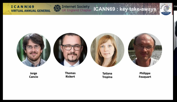 ICANN69
VIRTUAL ANNUAL GENERAL
Internet Society
ICANN69 : key take-aways
Jorge
Cancio
Thomas
Rickert
Tatiana
Tropina
Philippe
Fouquart